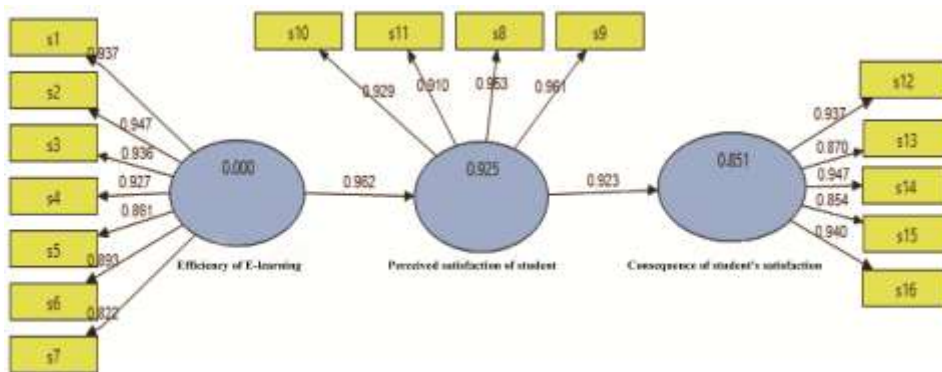 s10 s11 s8 s9
s1
0.937
s2
0.947
s3
0.936
s4
0.927
s5
0.861
s6
0.893
s7
0.822
0.929 0.910 0.953 0.961
0.000
0.962
0.925
0.923
0.851
s12
0.937
s13
0.870
s14
0.947
s15
0.854
s16
0.940
Efficiency of E-learning
Perceived satisfaction of student
Consequence of student's satisfaction